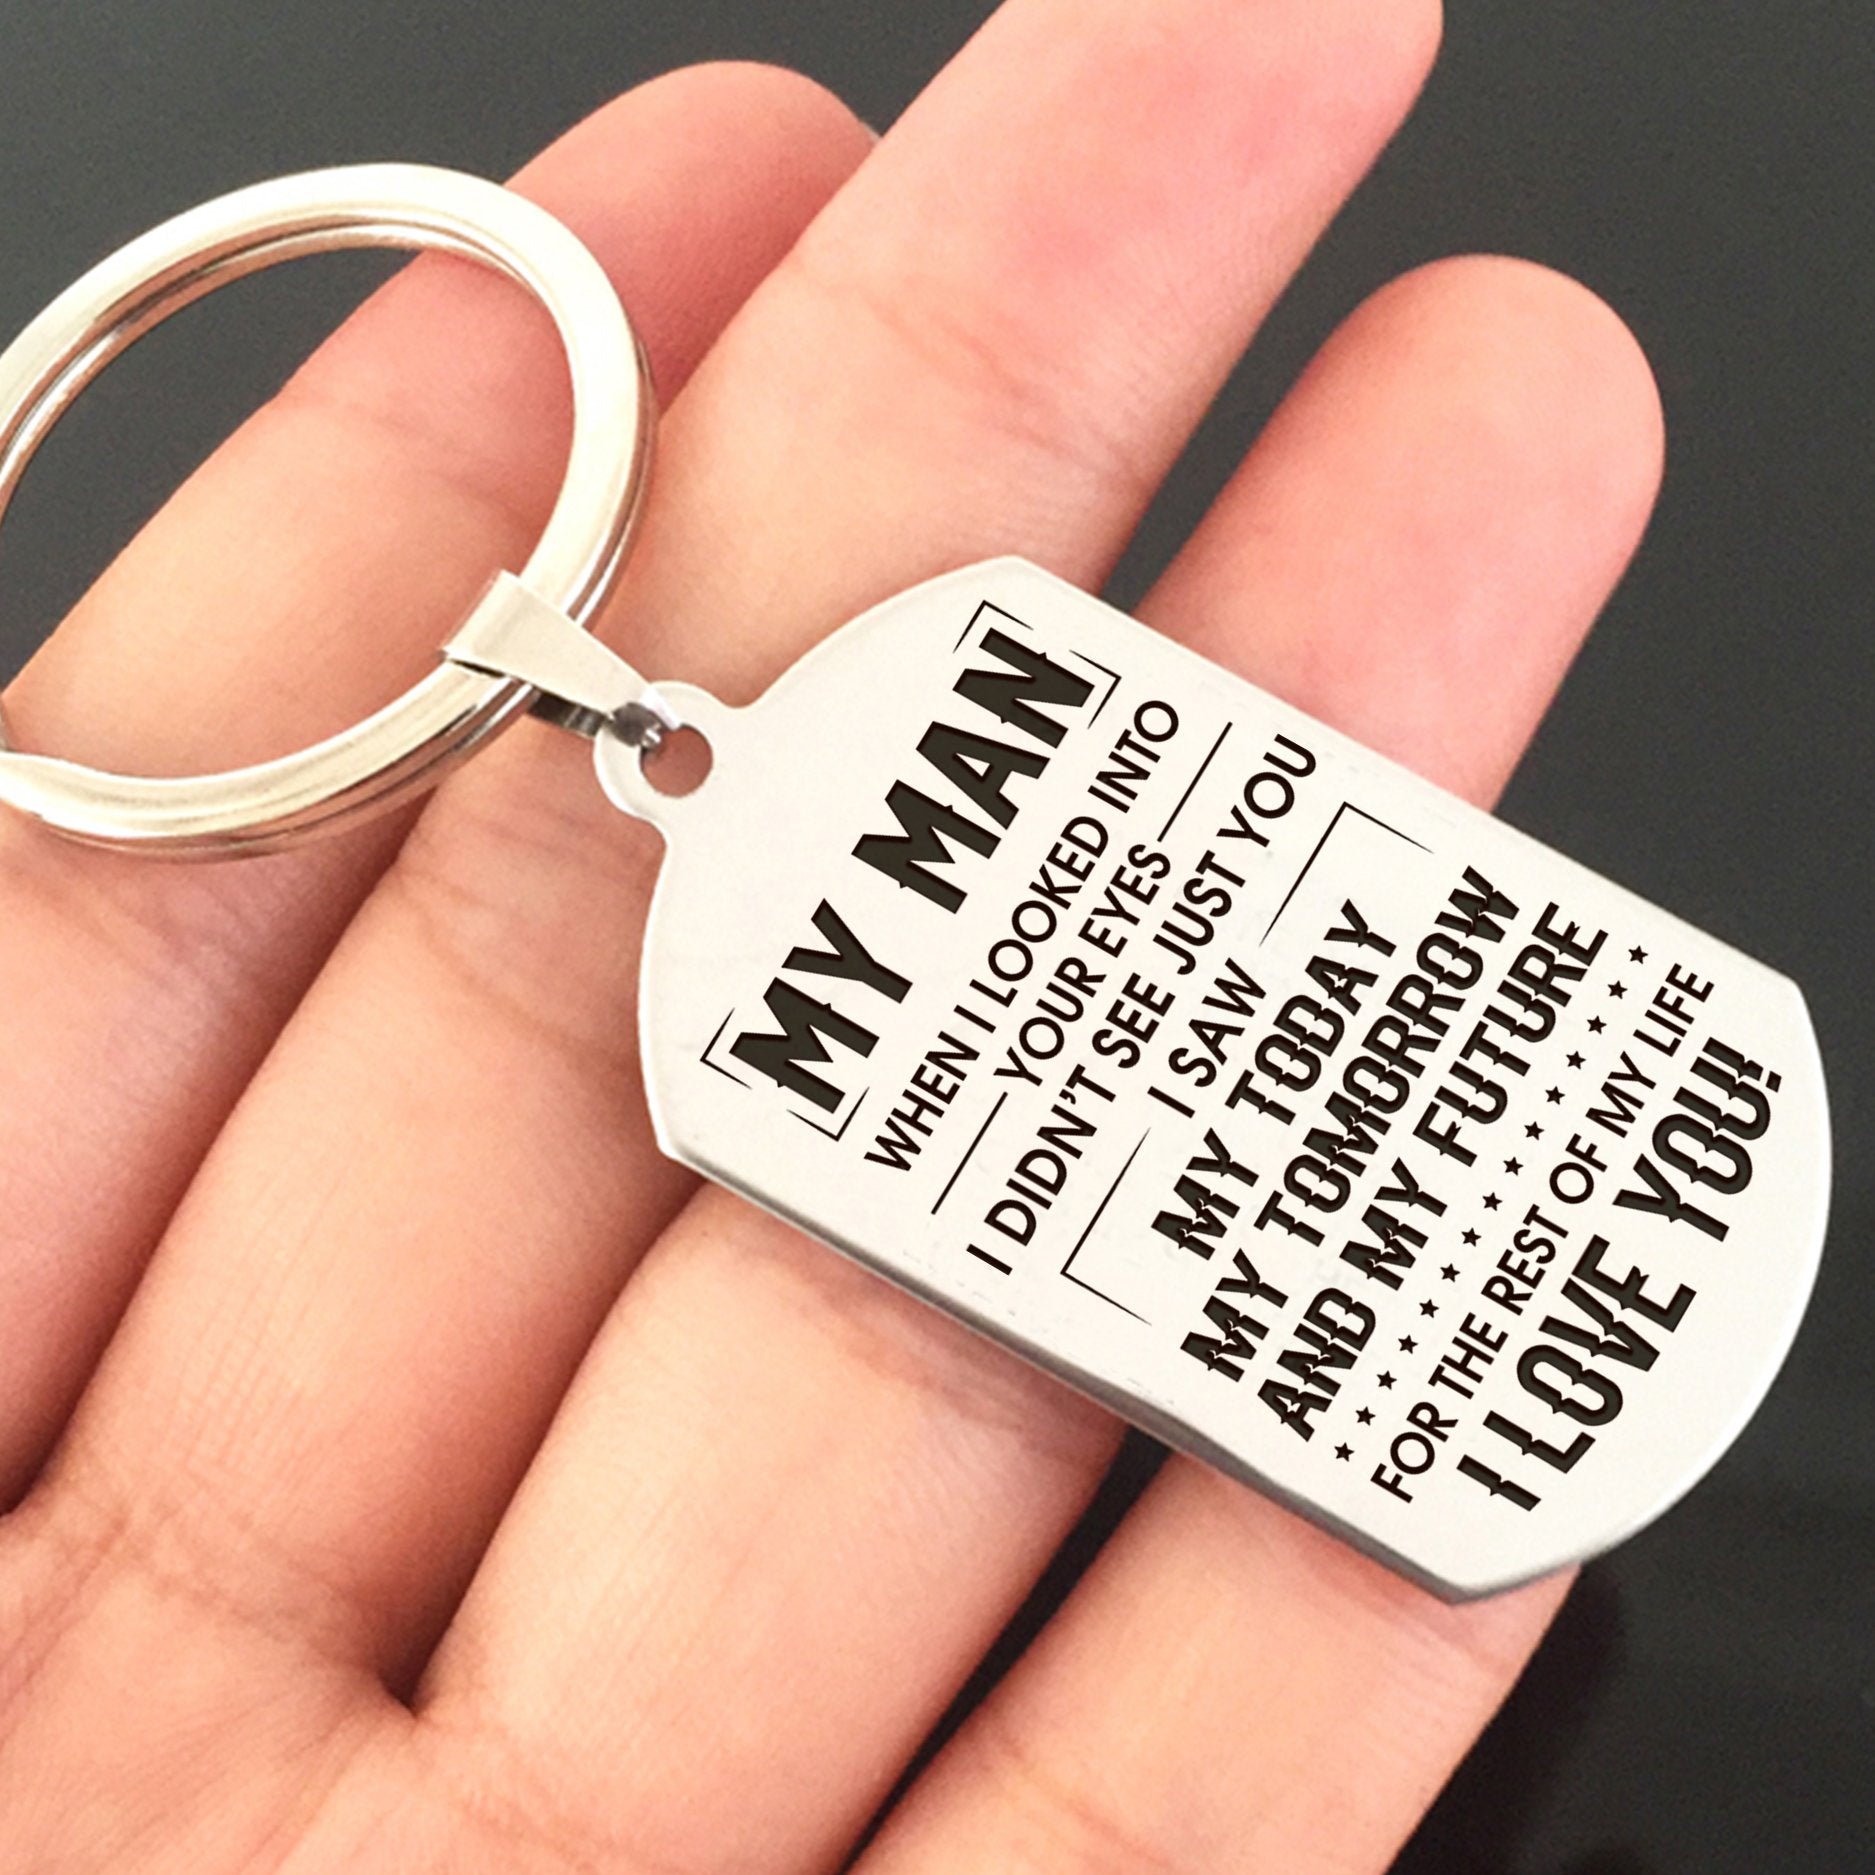 MY MAN
WHEN I LOOKED INTO
YOUR EYES
I DIDN'T SEE JUST YOU
I SAW
MY TODAY
MY TOMORROW
AND MY FUTURE
FOR THE REST OF MY LIFE
I LOVE YOU!